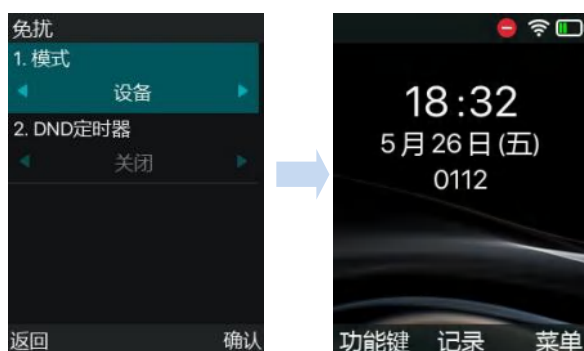 免扰
1. 模式
设备
2. DND定时器
关闭
返回 确认
18:32
5月26日(五)
0112
功能键 记录 菜单